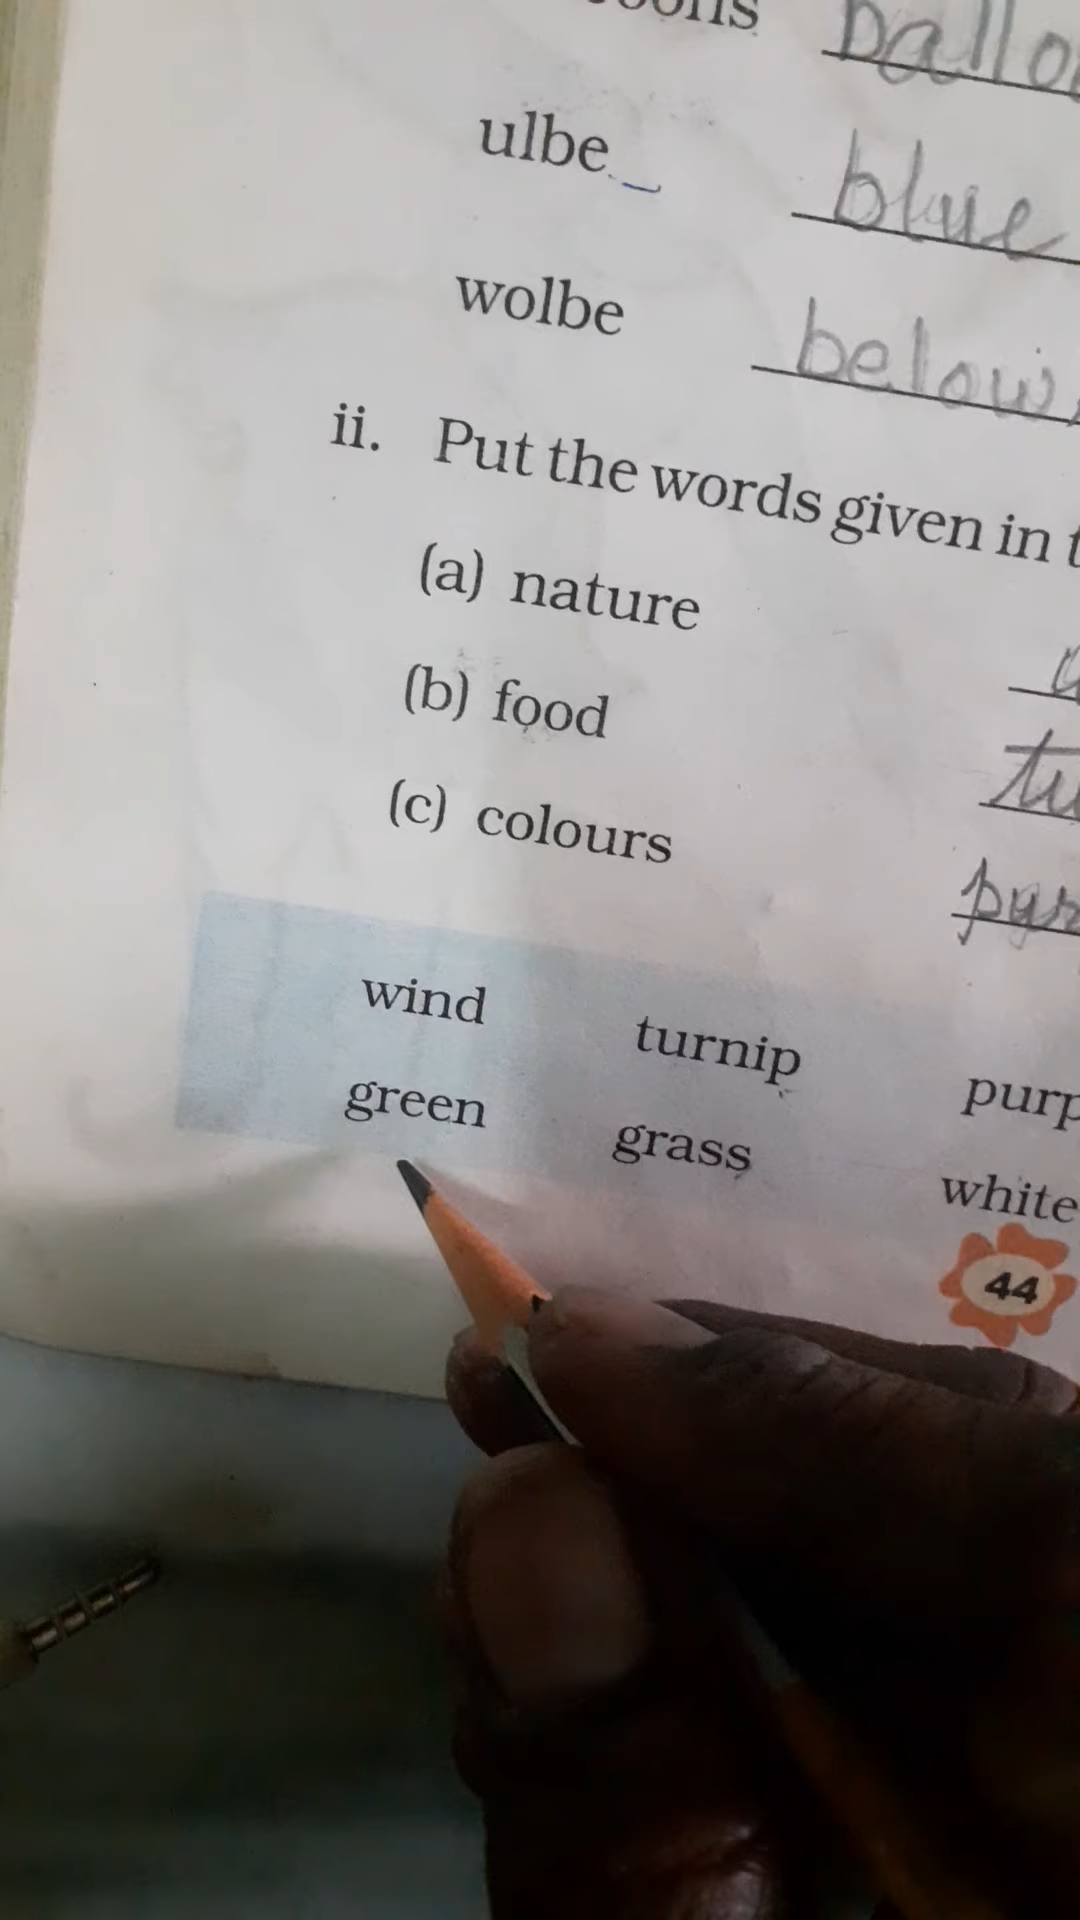 ulbe blue
wolbe below
ii. Put the words given in
(a) nature
(b) food
(c) colours
wind turnip
green grass white
44